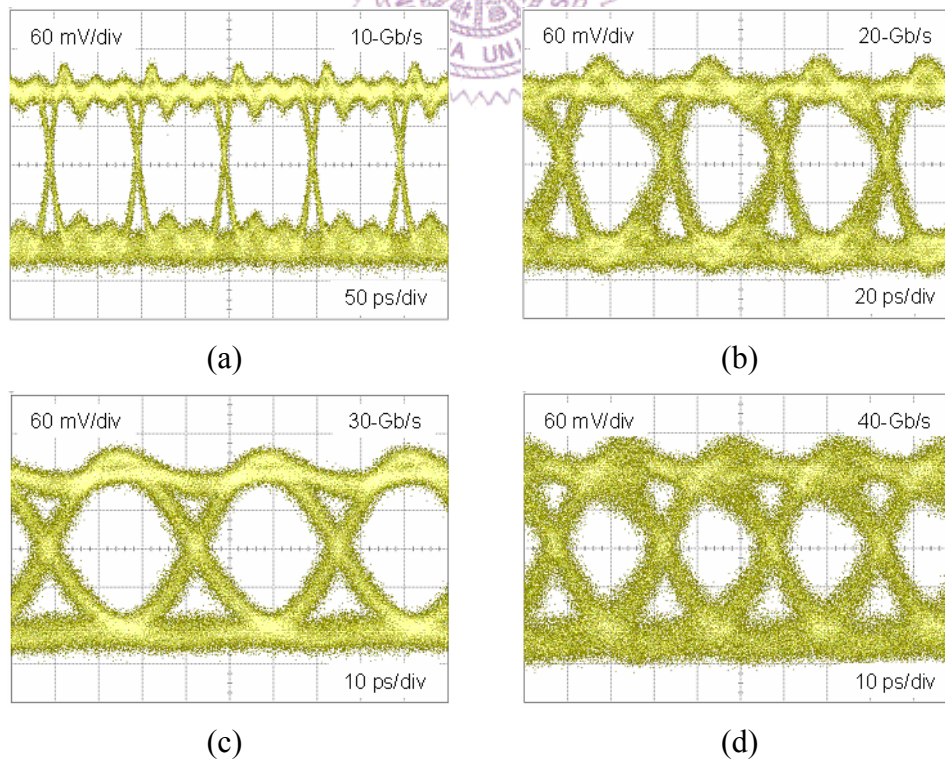 60 mV/div
10-Gb/s
50 ps/div
(a)
60 mV/div
20-Gb/s
20 ps/div
(b)
60 mV/div
30-Gb/s
10 ps/div
(c)
60 mV/div
40-Gb/s
10 ps/div
(d)